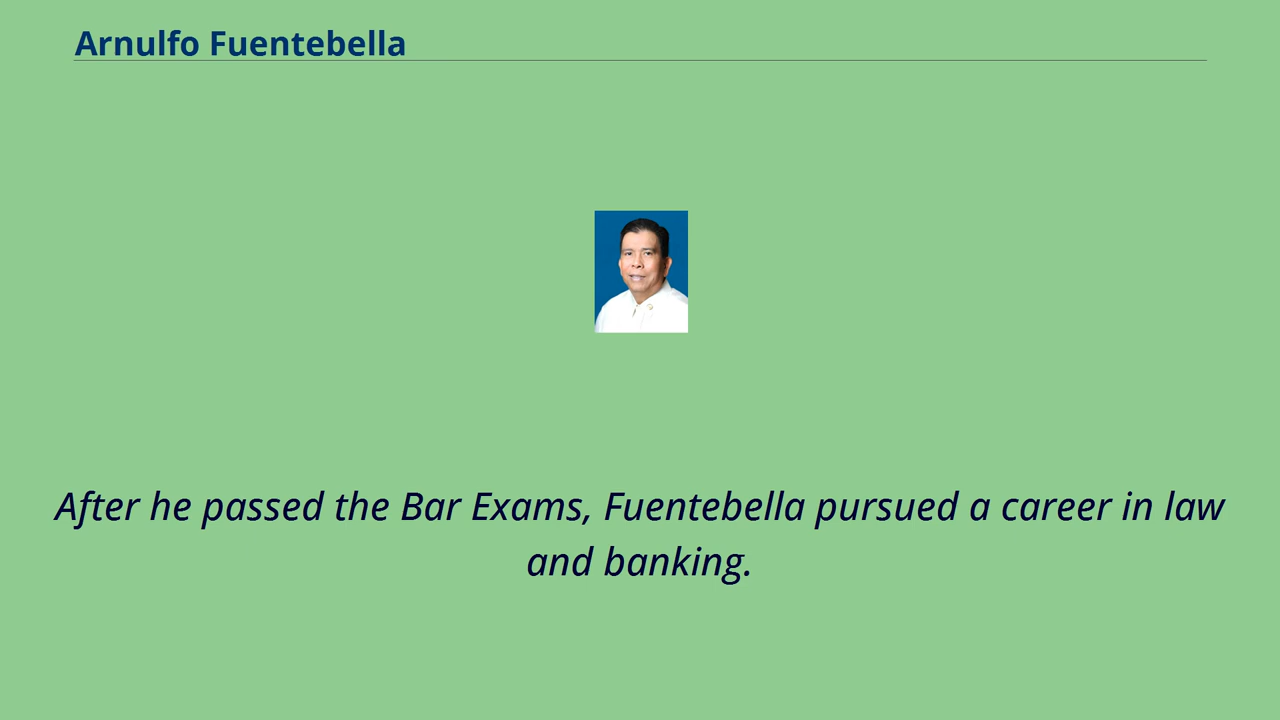 Arnulfo Fuentebella
After he passed the Bar Exams, Fuentebella pursued a career in law
and banking.